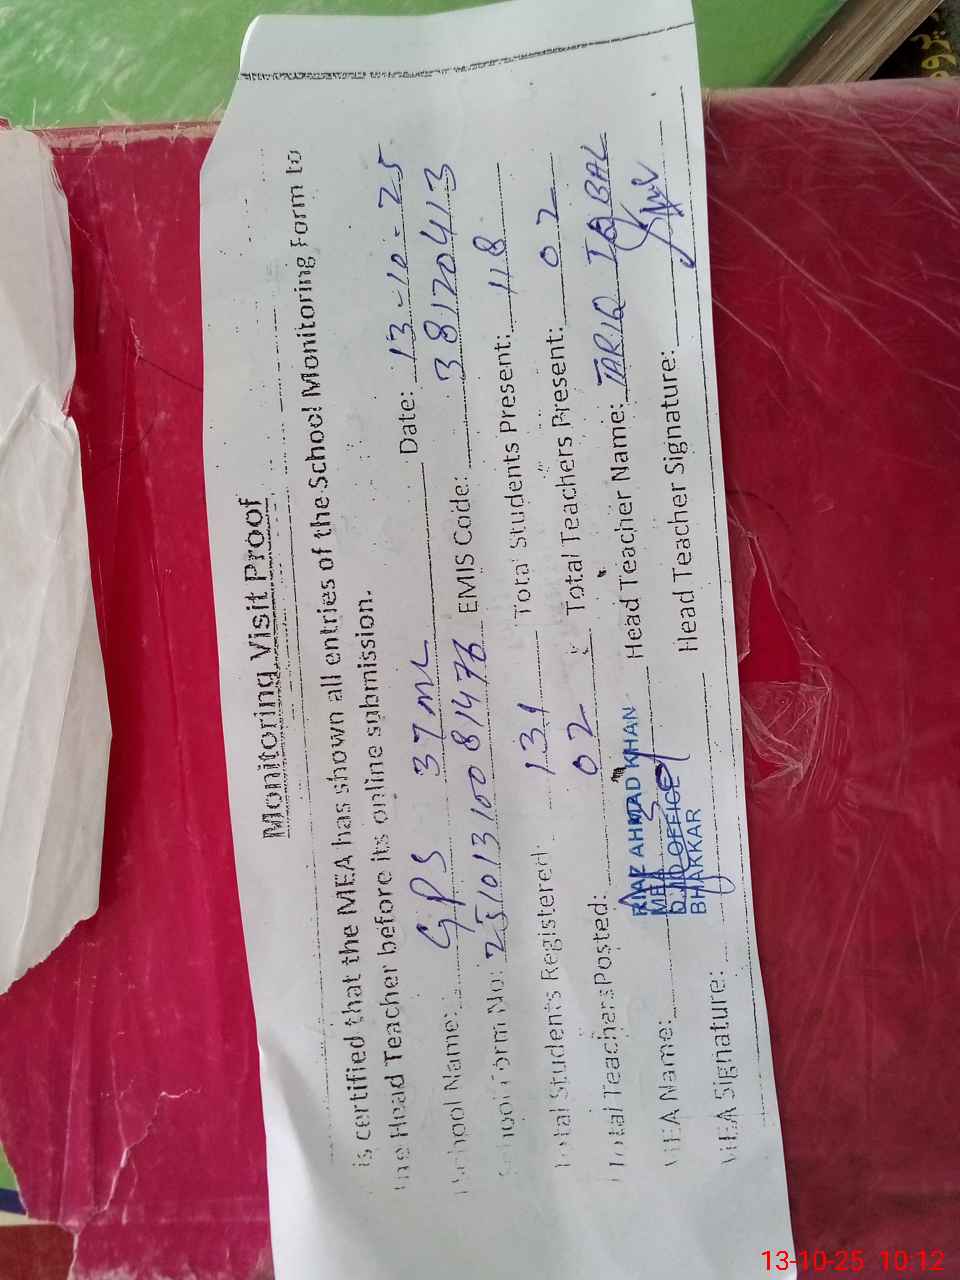 Monitoring Visit Proof
is certified that the MEA has shown all entries of the School Monitoring Form to
the Head Teacher before its online submission.
School Name: GPS 37 ML Date: 13-10-25
School Form No: EMIS Code: 38120413
Total Students Registered: 131 Total Students Present: 118
Total Teachers Posted: 02 Total Teachers Present: 02
MEA Name: RIAZ AHMAD KHAN Head Teacher Name: TARIQ IQBAL
MEA
OFFICE
BHAKKAR
MEA Signature: Head Teacher Signature:
13-10-25 10:12